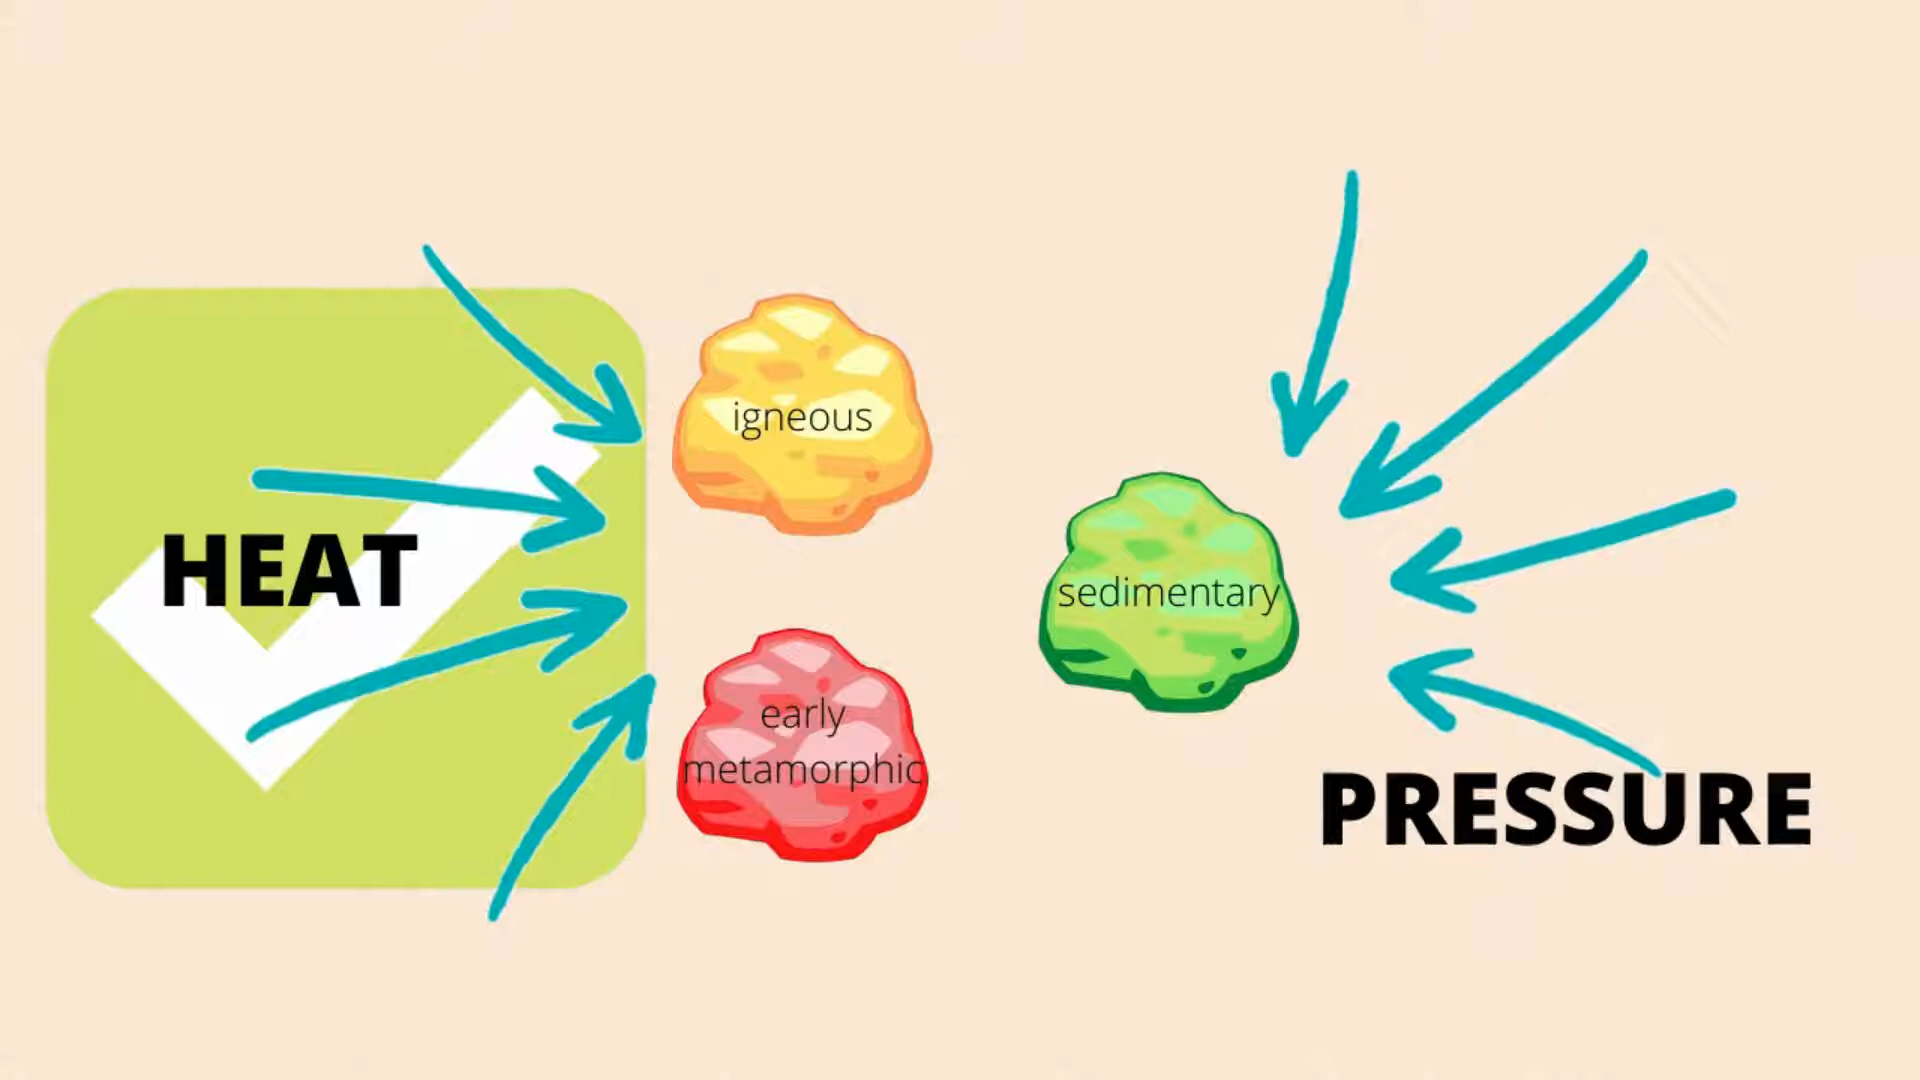 HEAT
igneous
early
metamorphic
sedimentary
PRESSURE